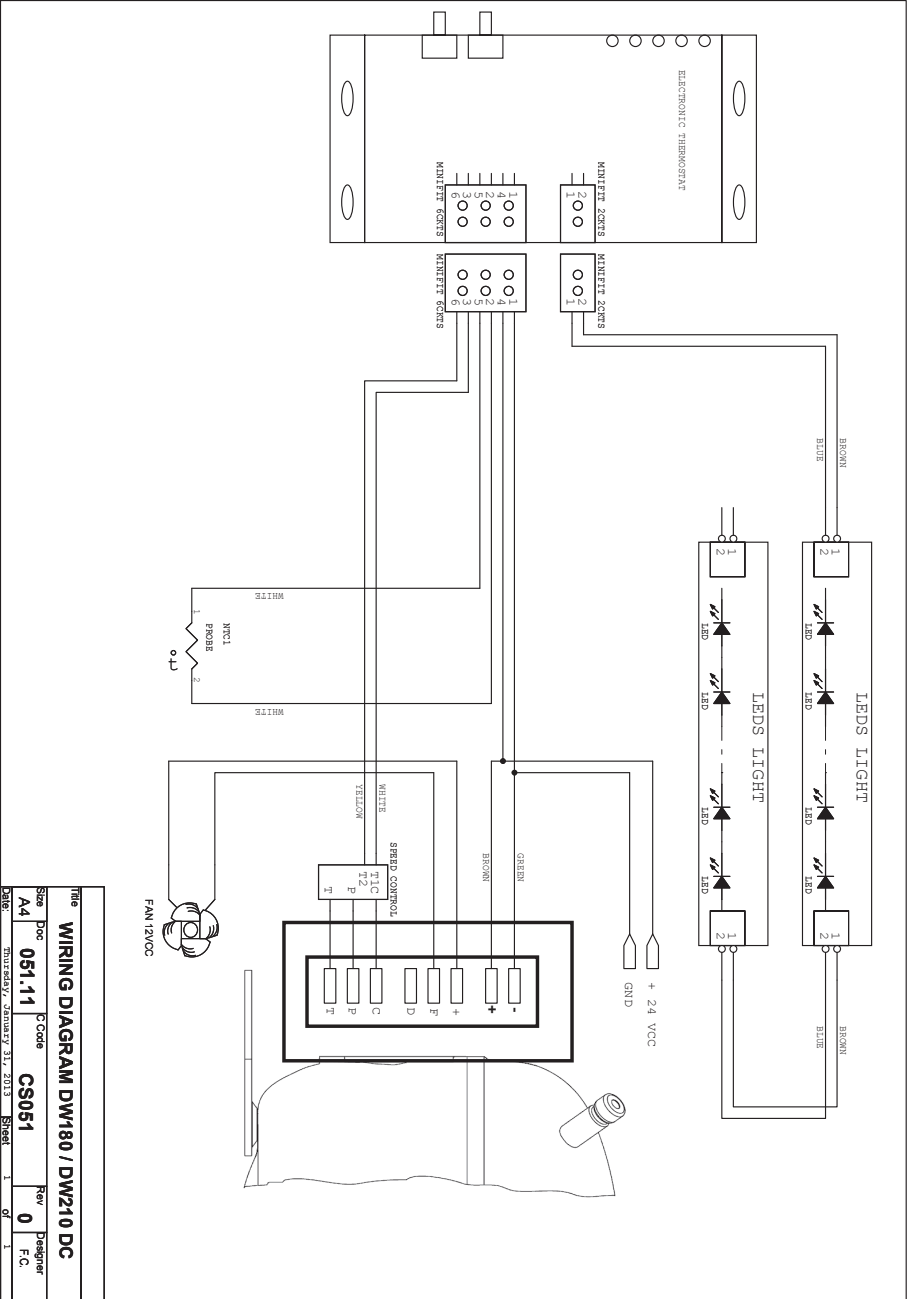 ELECTRONIC THERMOSTAT
MINIFIT 6CKTS
6 3 5 2 4 1
MINIFIT 2CKTS
1 2
MINIFIT 6CKTS
6 3 5 2 4 1
MINIFIT 2CKTS
1 2
BLUE
BROWN
LEDS LIGHT
1
2
LED
LED
LED
LED
1
2
LEDS LIGHT
1
2
LED
LED
LED
LED
1
2
BLUE
BROWN
WHITE
1
NTC1
PROBE
t°
2
WHITE
YELLOW
WHITE
SPEED CONTROL
T1C
T2
P
T
BROWN
GREEN
+ 24 VCC
GND
T P C D F + + -
FAN 12VCC
Title
WIRING DIAGRAM DW180 / DW210 DC
Size
A4
Doc
051.11
C.Code
CS051
Rev
0
Designer
F.C.
Date:
Thursday, January 31, 2013
Sheet
1 of 1